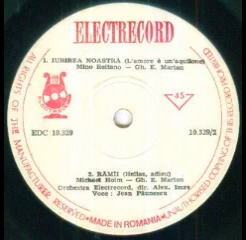 ELECTRECORD
1. IUBIREA NOASTRĂ (L'amore è un'aquilone)
Mino Reitano - Gh. E. Marian
45
EDC 10.329
10.329/2
2. RĂMÎI (Hellas, adieu)
Michael Holm - Gh. E. Marian
Orchestra Electrecord, dir. Alex. Imre
Voce : Jean Păunescu
ALL RIGHTS OF THE MANUFACTURER RESERVED • MADE IN ROMANIA • UNAUTHORISED COPYING OF THIS RECORD PROHIBITED